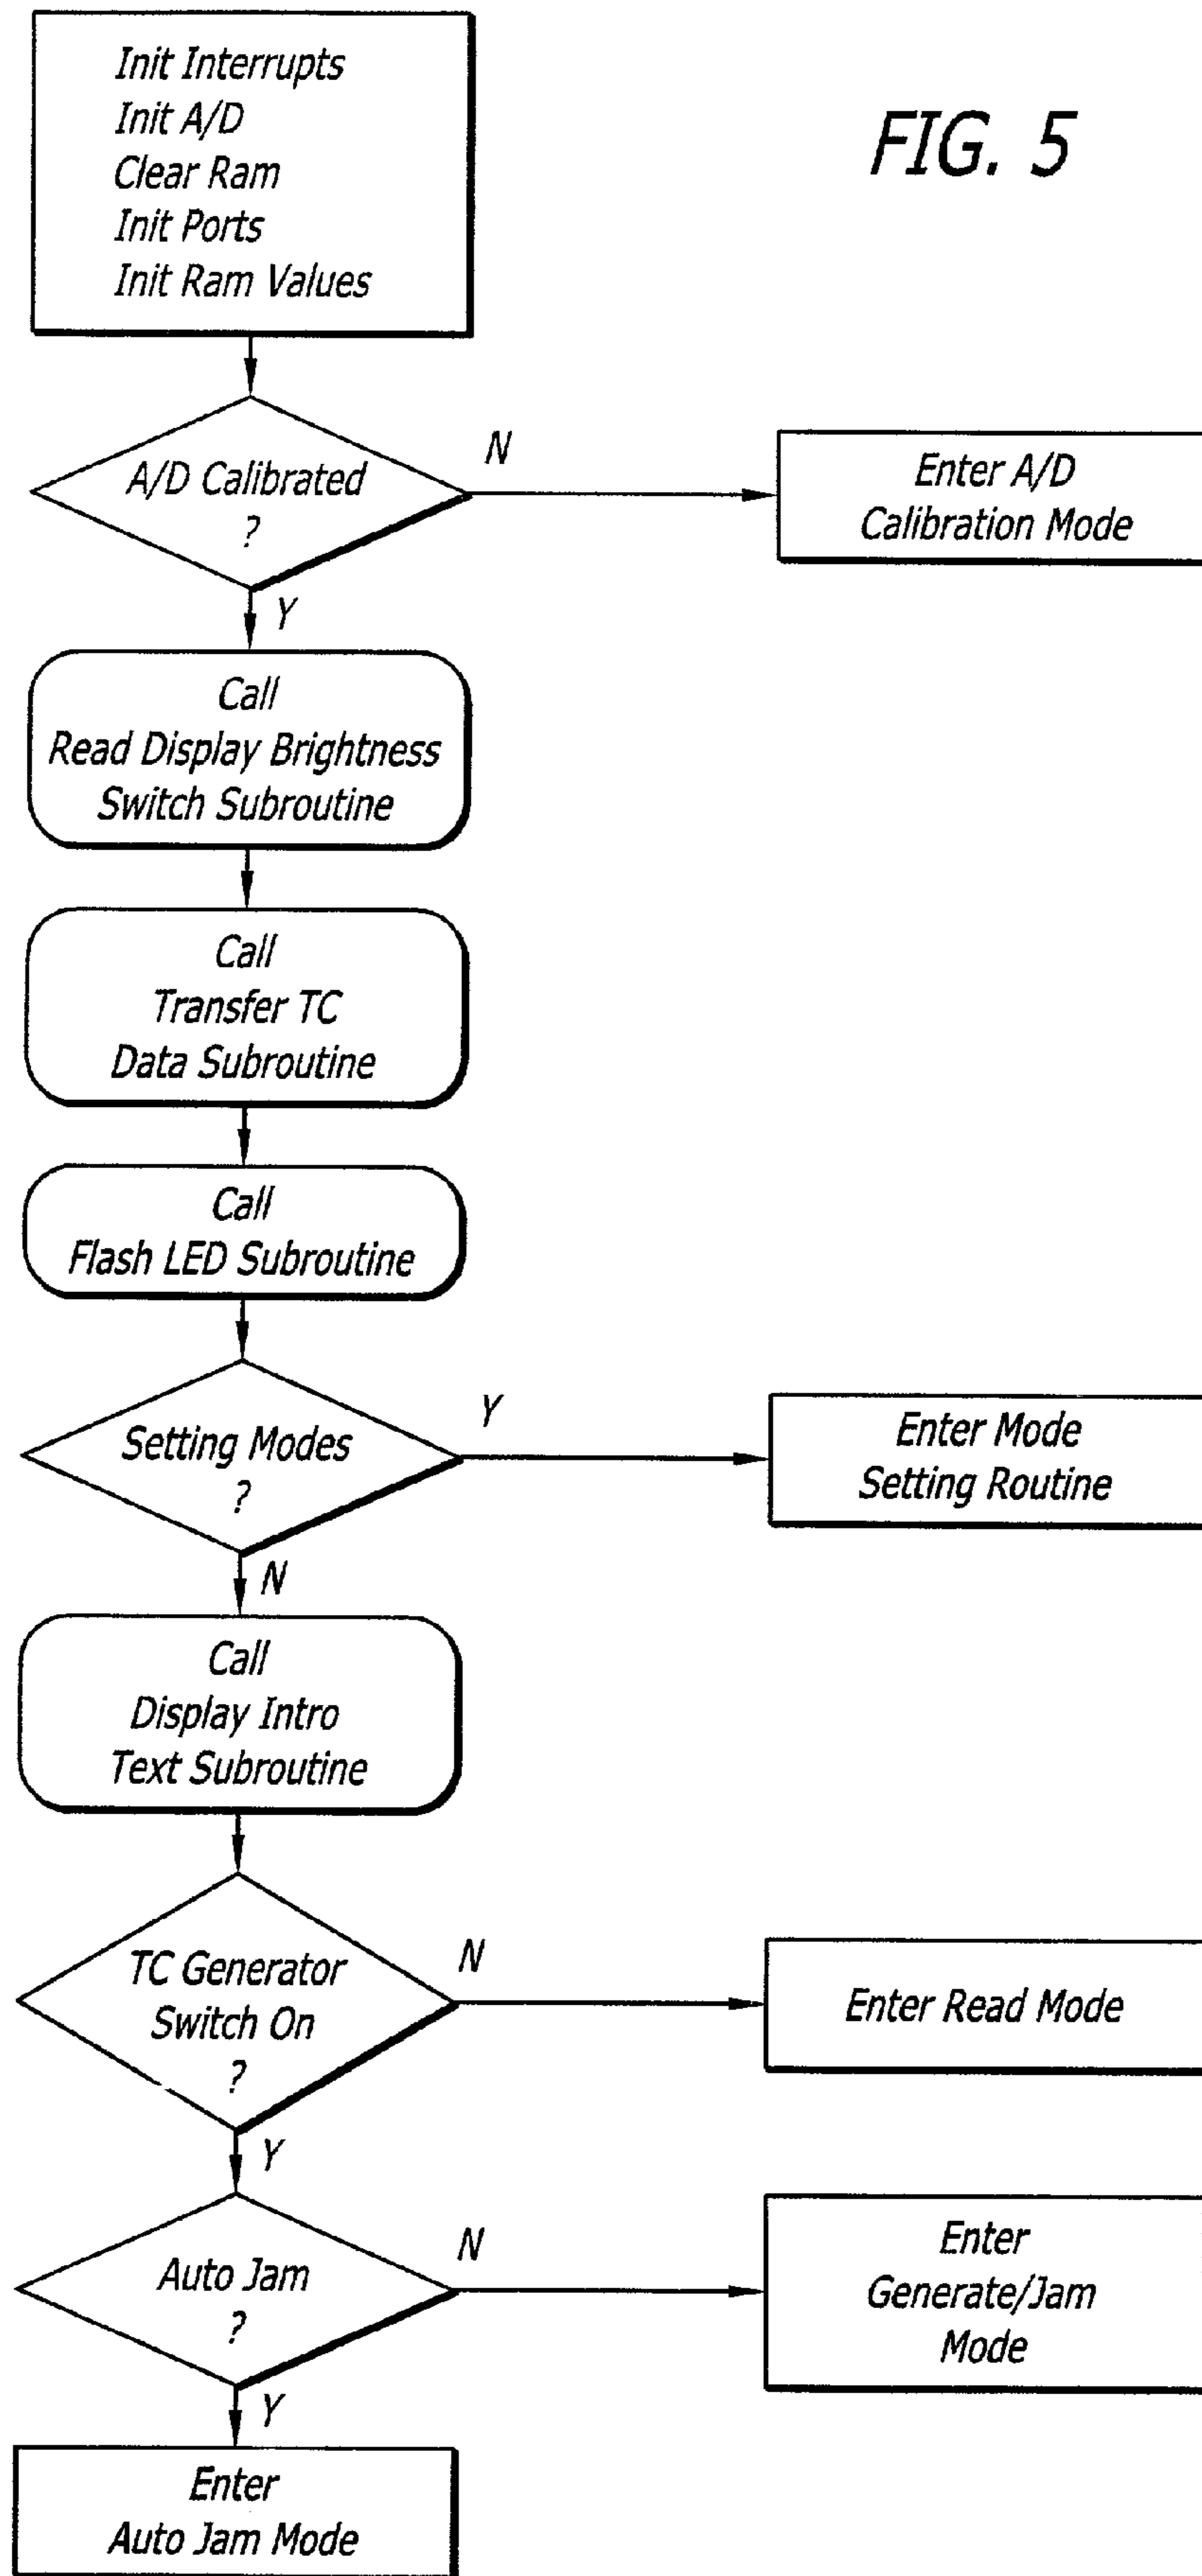 Init Interrupts
Init A/D
Clear Ram
Init Ports
Init Ram Values
FIG. 5
A/D Calibrated
?
N
Enter A/D
Calibration Mode
Y
Call
Read Display Brightness
Switch Subroutine
Call
Transfer TC
Data Subroutine
Call
Flash LED Subroutine
Setting Modes
?
Y
Enter Mode
Setting Routine
N
Call
Display Intro
Text Subroutine
TC Generator
Switch On
?
N
Enter Read Mode
Y
Auto Jam
?
N
Enter
Generate/Jam
Mode
Y
Enter
Auto Jam Mode